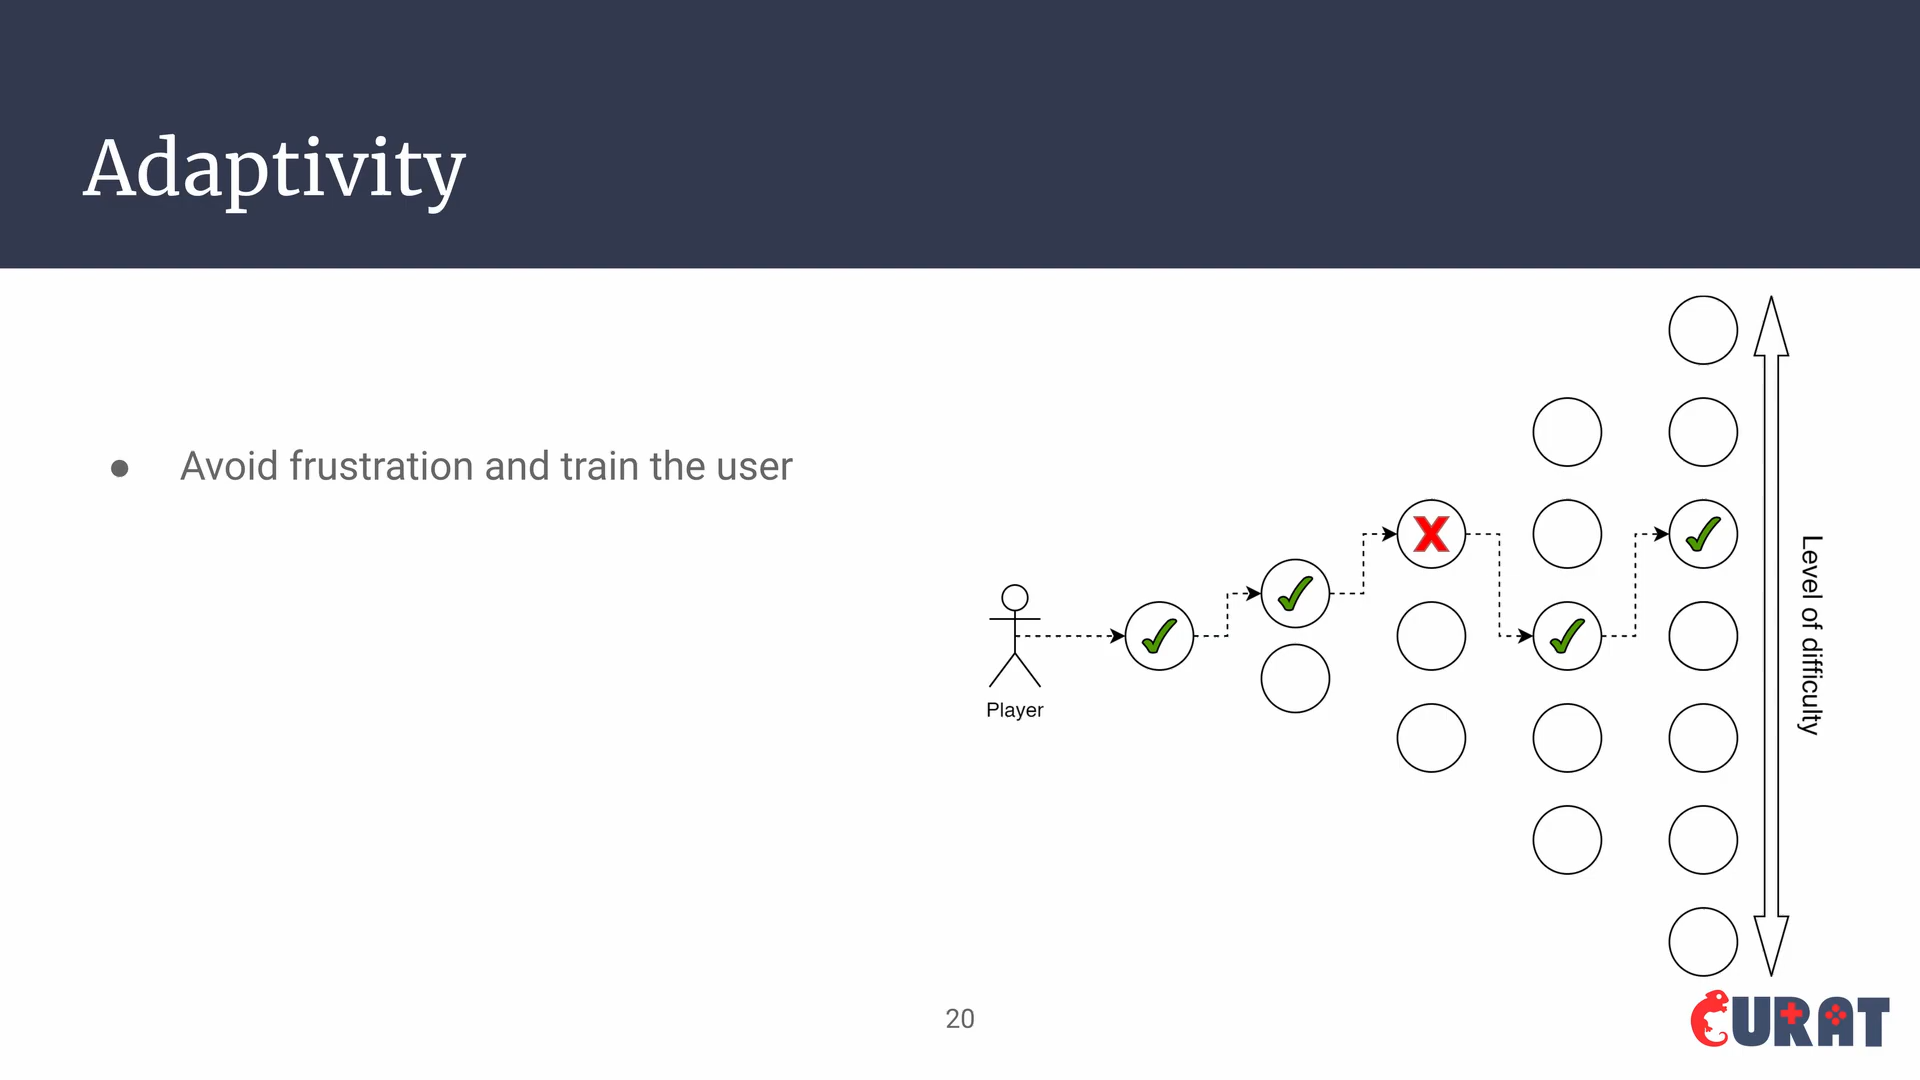 Adaptivity
● Avoid frustration and train the user
X
Player
Level of difficulty
20
CURAT